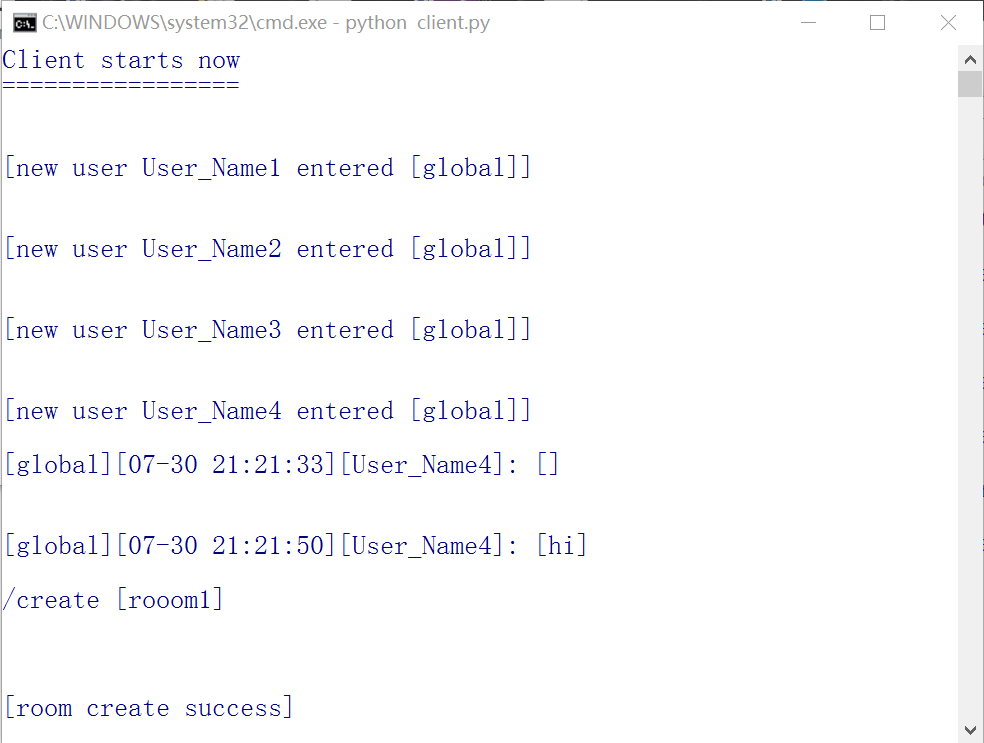 C:\WINDOWS\system32\cmd.exe - python  client.py
Client starts now
=================
[new user User_Name1 entered [global]]
[new user User_Name2 entered [global]]
[new user User_Name3 entered [global]]
[new user User_Name4 entered [global]]
[global][07-30 21:21:33][User_Name4]: []
[global][07-30 21:21:50][User_Name4]: [hi]
/create [rooom1]
[room create success]